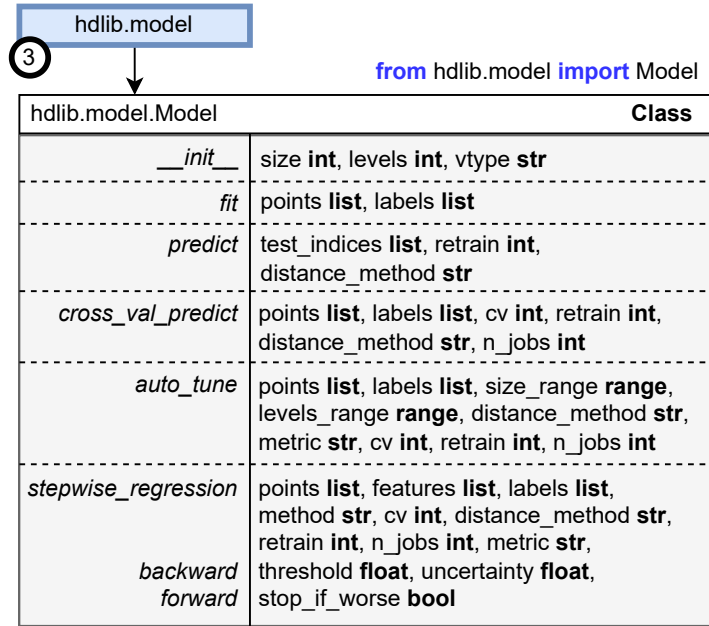 hdlib.model
3
from hdlib.model import Model
hdlib.model.Model Class
__init__ size int, levels int, vtype str
fit points list, labels list
predict test_indices list, retrain int,
distance_method str
cross_val_predict points list, labels list, cv int, retrain int,
distance_method str, n_jobs int
auto_tune points list, labels list, size_range range,
levels_range range, distance_method str,
metric str, cv int, retrain int, n_jobs int
stepwise_regression points list, features list, labels list,
method str, cv int, distance_method str,
retrain int, n_jobs int, metric str,
backward threshold float, uncertainty float,
forward stop_if_worse bool